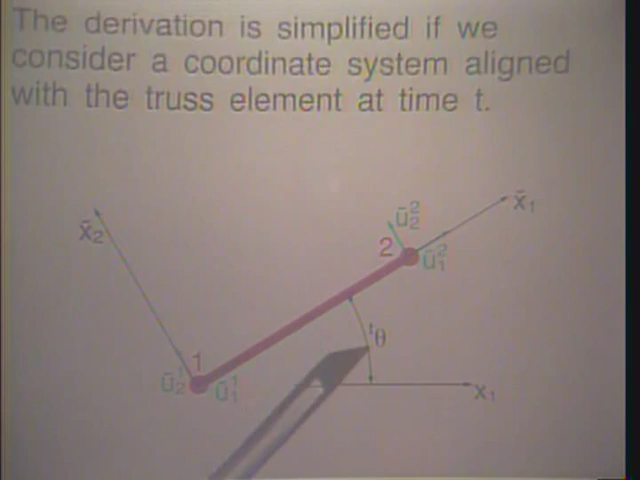 The derivation is simplified if we
consider a coordinate system aligned
with the truss element at time t.
x̄₂
ū₂²
x̄₁
2
ū₁²
ᵗθ
1
ū₂¹
ū₁¹
x₁